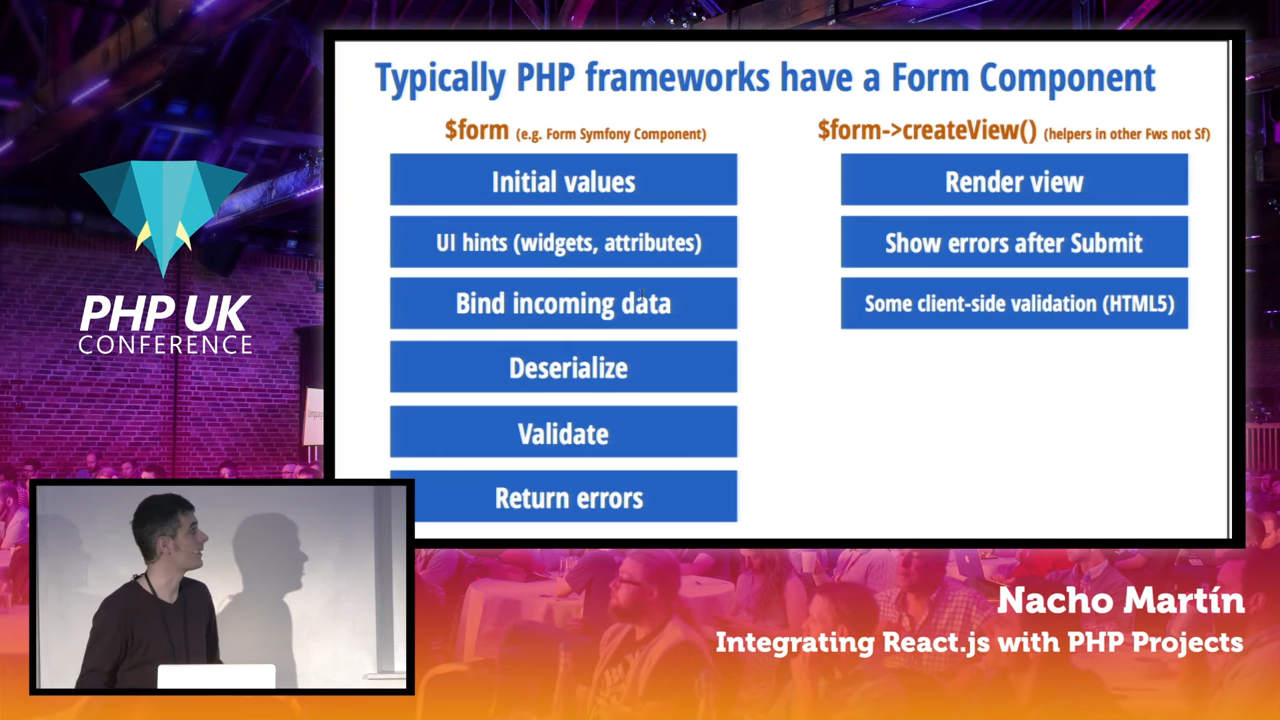 Typically PHP frameworks have a Form Component
$form (e.g. Form Symfony Component)
Initial values
UI hints (widgets, attributes)
Bind incoming data
Deserialize
Validate
Return errors
$form->createView() (helpers in other Fws not Sf)
Render view
Show errors after Submit
Some client-side validation (HTML5)
PHP UK
CONFERENCE
Nacho Martín
Integrating React.js with PHP Projects